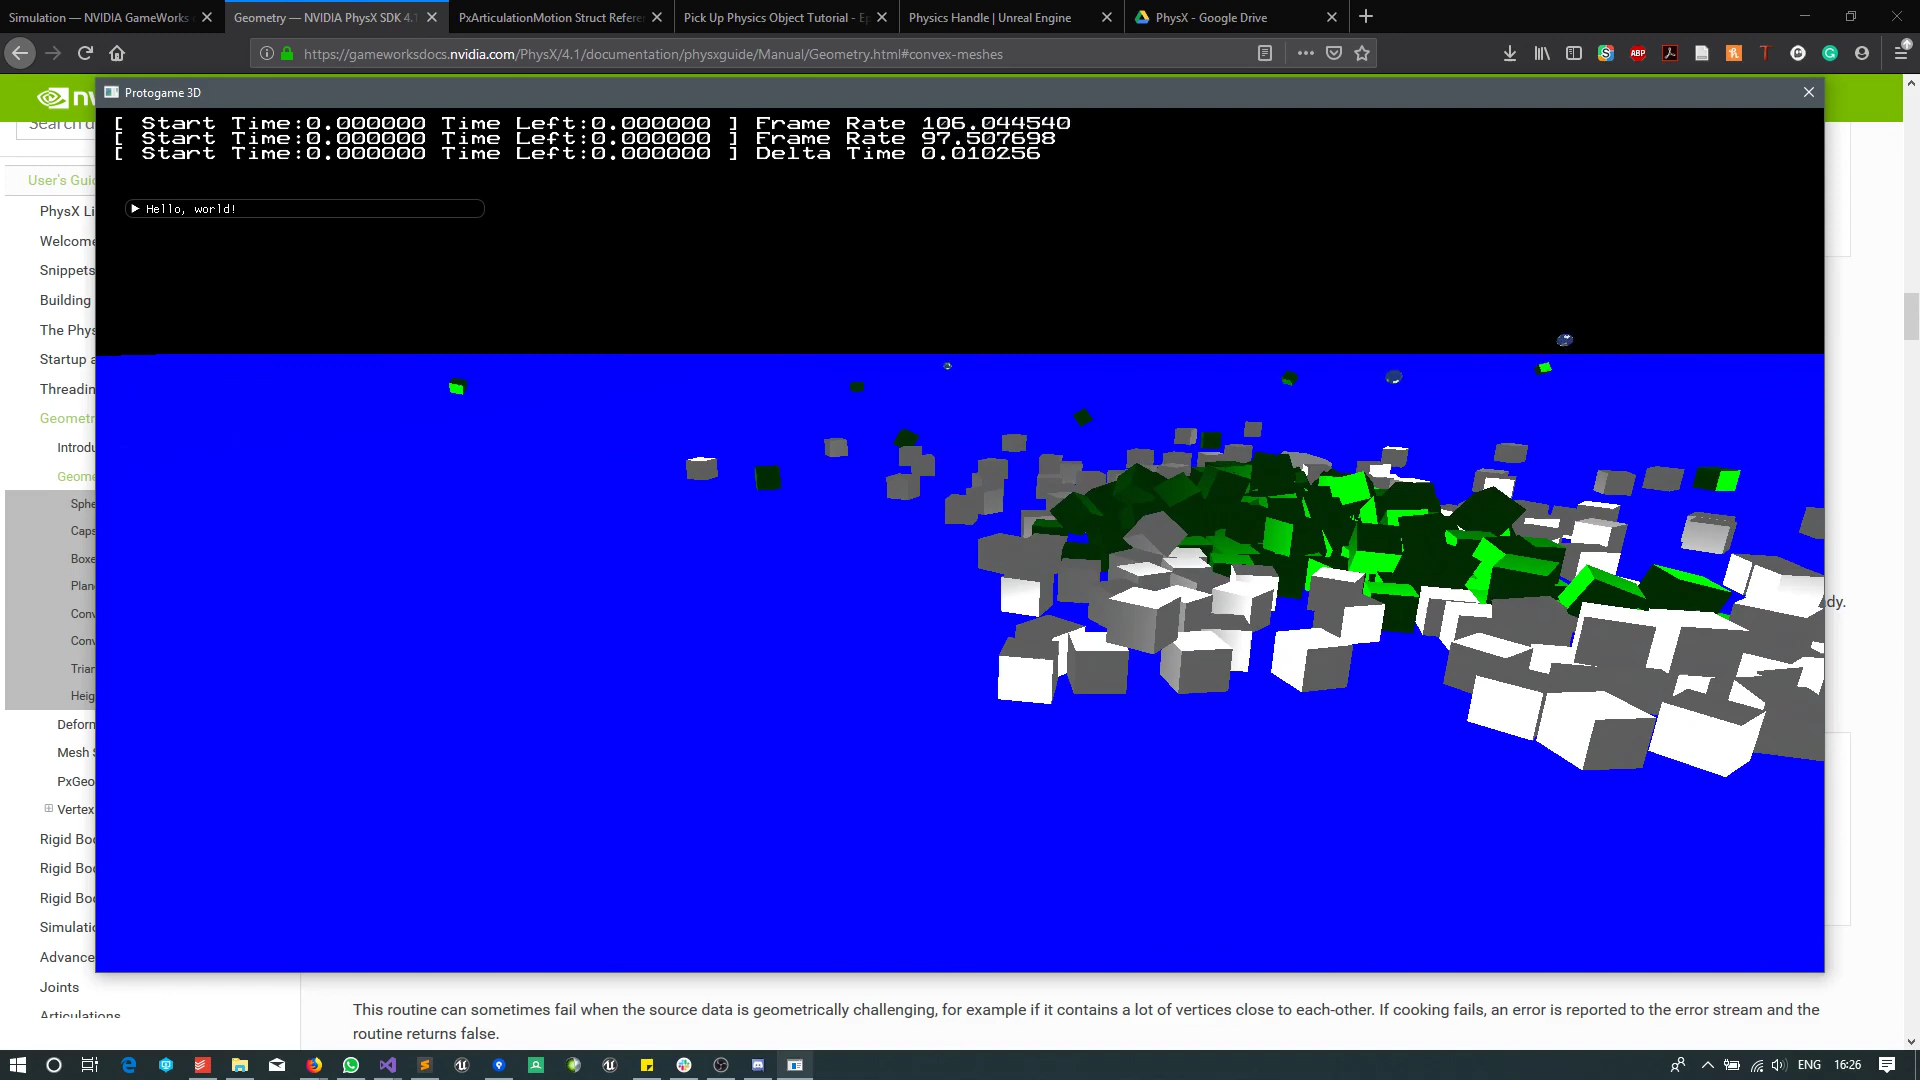 Simulation — NVIDIA GameWorks
Geometry — NVIDIA PhysX SDK 4.1
PxArticulationMotion Struct Refere
Pick Up Physics Object Tutorial - E
Physics Handle | Unreal Engine
PhysX - Google Drive
https://gameworksdocs.nvidia.com/PhysX/4.1/documentation/physxguide/Manual/Geometry.html#convex-meshes
Protogame 3D
[ Start Time:0.000000 Time Left:0.000000 ] Frame Rate 106.044540
[ Start Time:0.000000 Time Left:0.000000 ] Frame Rate 97.507698
[ Start Time:0.000000 Time Left:0.000000 ] Delta Time 0.010256
Hello, world!
Search d
User's Gui
PhysX Li
Welcome
Snippets
Building
The Phys
Startup a
Threadin
Geometr
Introdu
Geome
Sphe
Caps
Boxe
Plan
Conv
Conv
Trian
Heig
Deforn
Mesh S
PxGeo
Vertex
Rigid Bo
Rigid Bo
Rigid Bo
Simulati
Advance
Joints
Articulations
dy.
This routine can sometimes fail when the source data is geometrically challenging, for example if it contains a lot of vertices close to each-other. If cooking fails, an error is reported to the error stream and the
routine returns false.
ENG
16:26